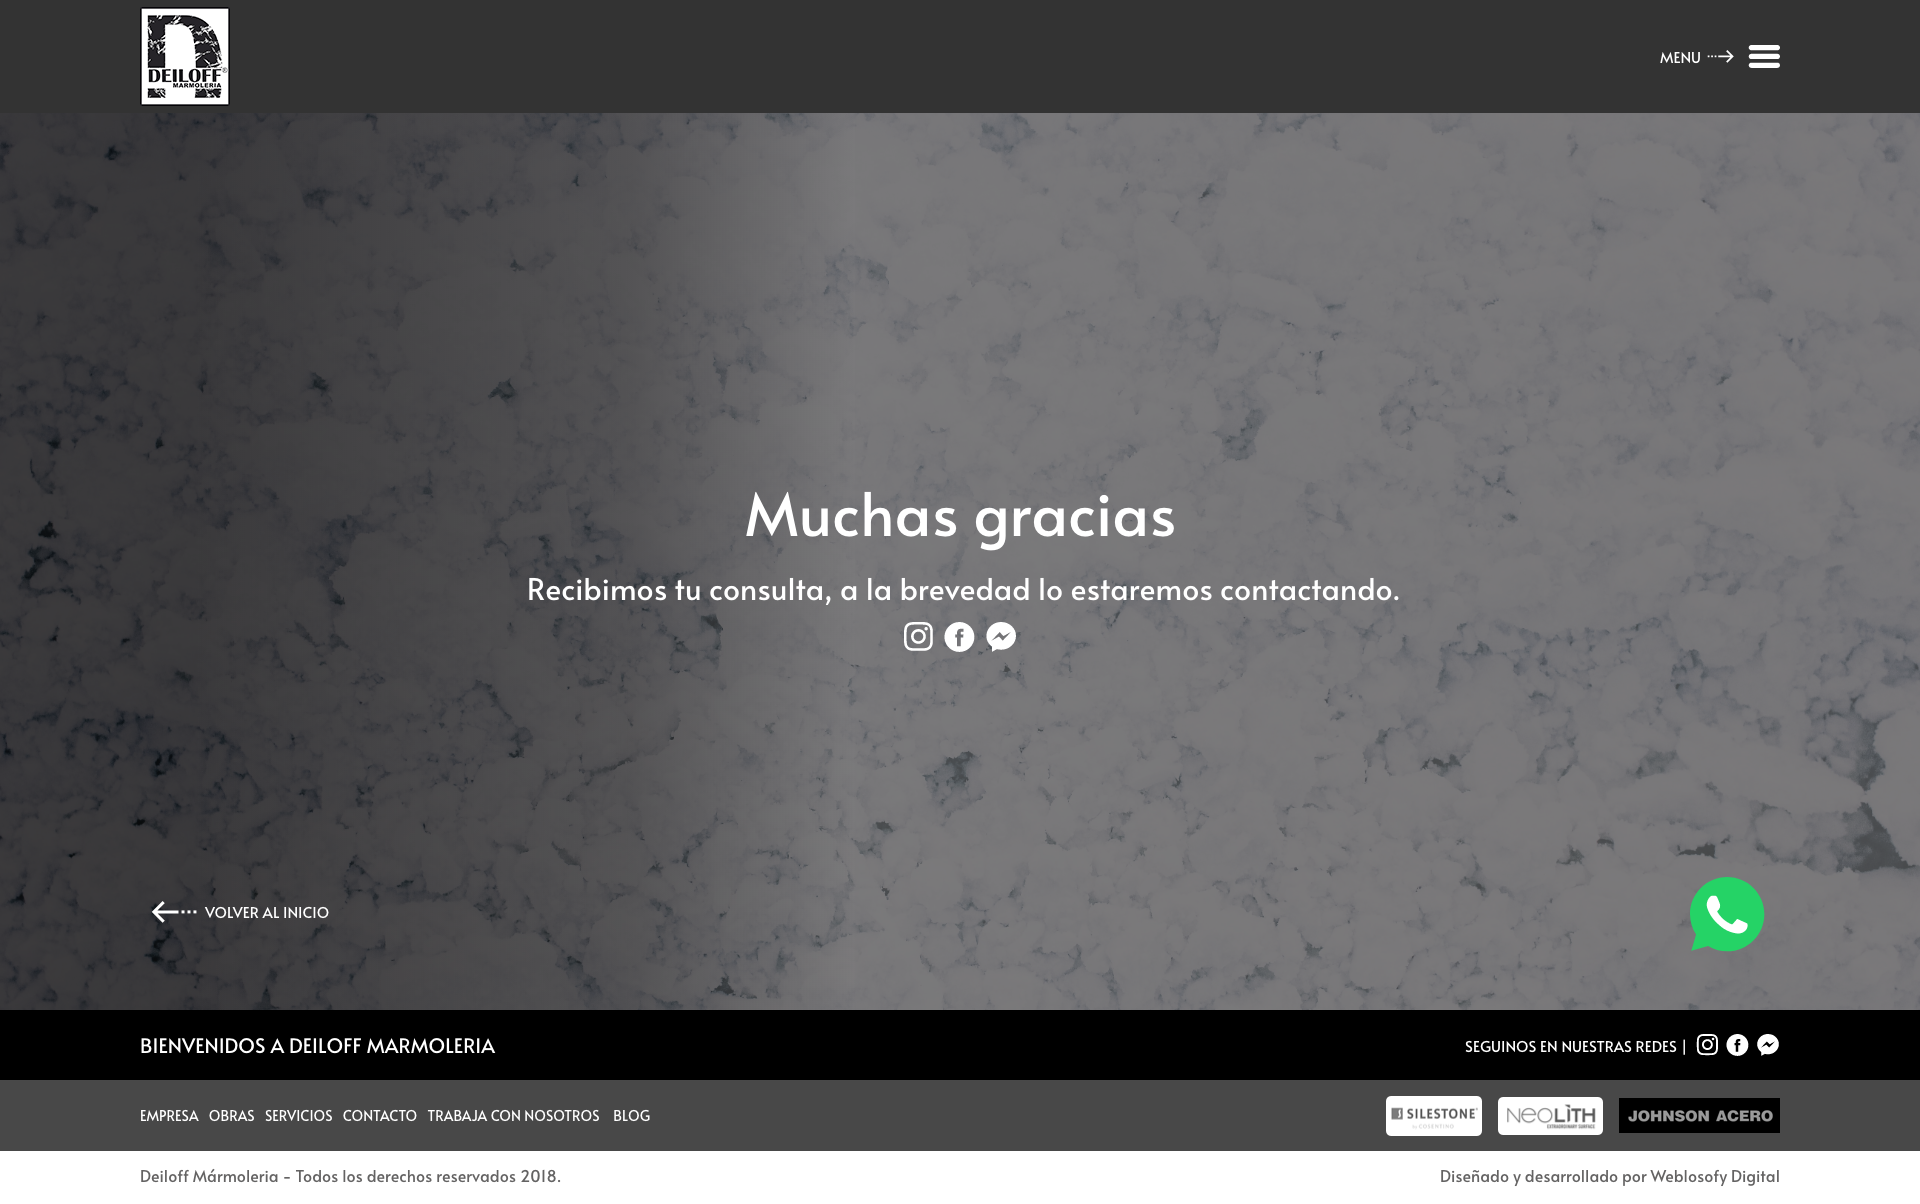 DEILOFF
MARMOLERIA
MENU
Muchas gracias
Recibimos tu consulta, a la brevedad lo estaremos contactando.
VOLVER AL INICIO
BIENVENIDOS A DEILOFF MARMOLERIA
SEGUINOS EN NUESTRAS REDES |
EMPRESA OBRAS SERVICIOS CONTACTO TRABAJA CON NOSOTROS BLOG
SILESTONE
by COSENTINO
NEOLITH
EXTRAORDINARY SURFACE
JOHNSON ACERO
Deiloff Mármoleria - Todos los derechos reservados 2018.
Diseñado y desarrollado por Weblosofy Digital